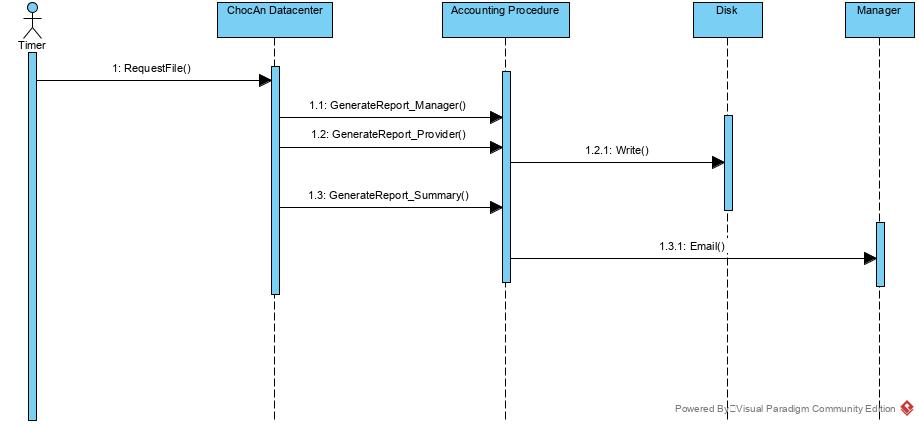 ChocAn Datacenter
Accounting Procedure
Disk
Manager
Timer
1: RequestFile()
1.1: GenerateReport_Manager()
1.2: GenerateReport_Provider()
1.2.1: Write()
1.3: GenerateReport_Summary()
1.3.1: Email()
Powered By Visual Paradigm Community Edition